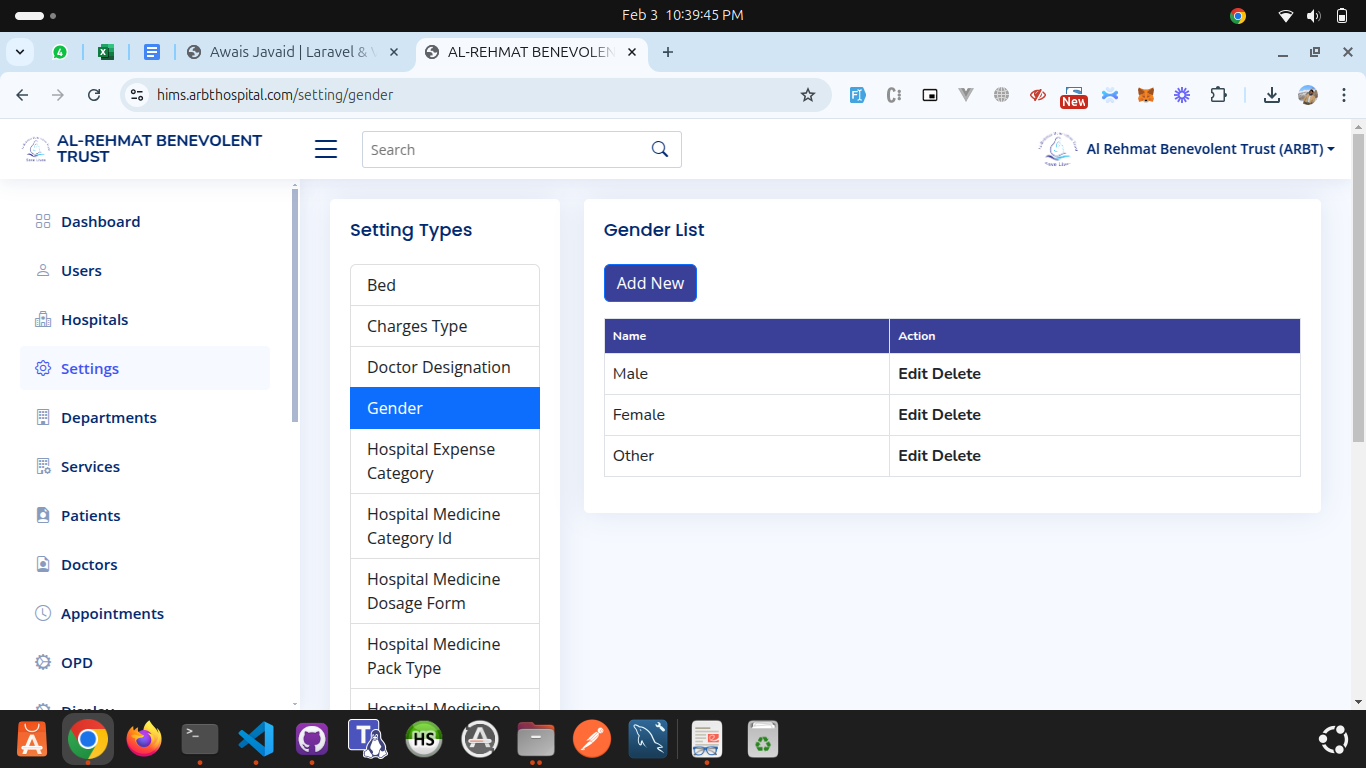 Feb 3 10:39:45 PM
4
Awais Javaid | Laravel &
AL-REHMAT BENEVOLEN
hims.arbthospital.com/setting/gender
New
AL-REHMAT BENEVOLENT
TRUST
Search
Al Rehmat Benevolent Trust (ARBT)
Dashboard
Users
Hospitals
Settings
Departments
Services
Patients
Doctors
Appointments
OPD
Display
Setting Types
Bed
Charges Type
Doctor Designation
Gender
Hospital Expense
Category
Hospital Medicine
Category Id
Hospital Medicine
Dosage Form
Hospital Medicine
Pack Type
Hospital Medicine
Gender List
Add New
Name Action
Male Edit Delete
Female Edit Delete
Other Edit Delete
HS